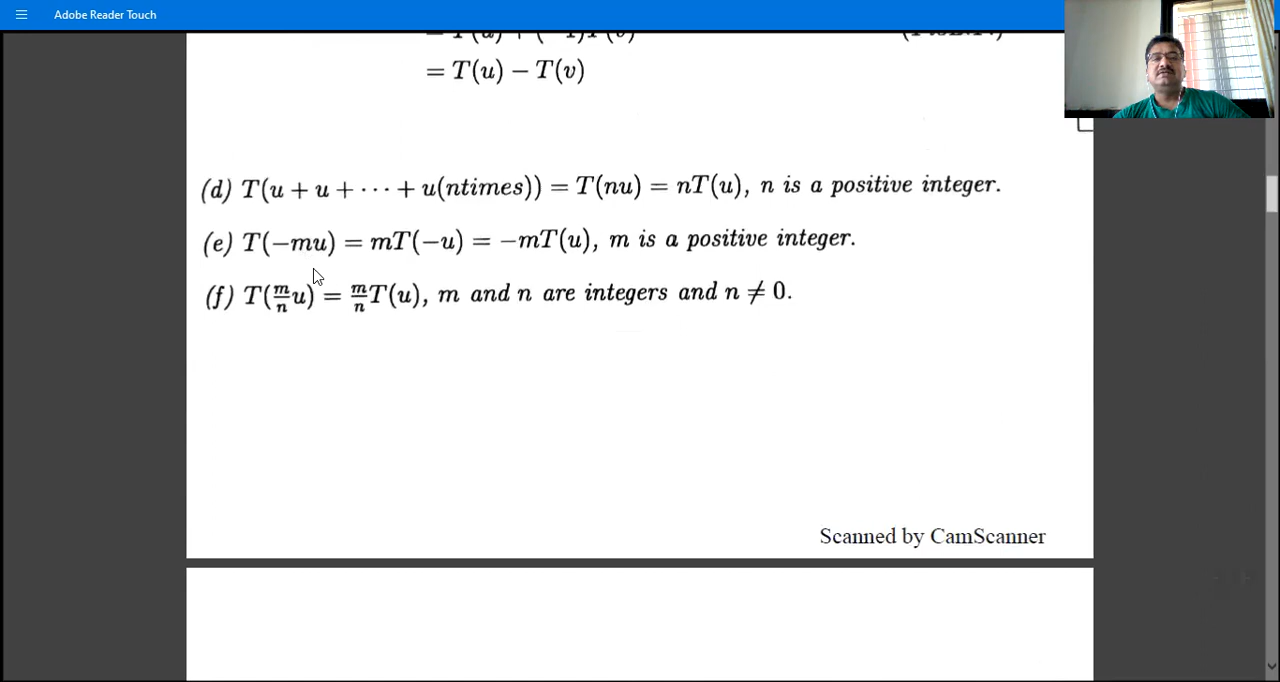 Adobe Reader Touch
= T(u) − T(v)
(d) T(u + u + ··· + u(ntimes)) = T(nu) = nT(u), n is a positive integer.
(e) T(−mu) = mT(−u) = −mT(u), m is a positive integer.
(f) T(m/n u) = m/n T(u), m and n are integers and n ≠ 0.
Scanned by CamScanner